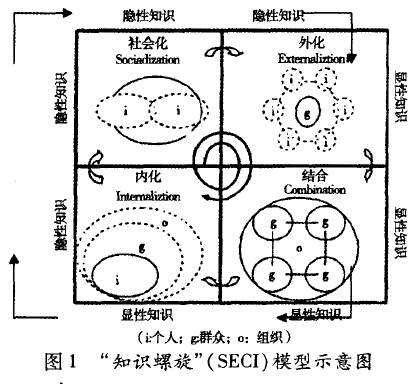 隐性知识 隐性知识
社会化 外化
Sociadization Externaliztion
隐性知识 显性知识
i i
i i
i g i
i i
内化 结合
Internaliztion Combination
隐性知识 显性知识
o
g
i
g g
o
g g
显性知识 显性知识
(i:个人；g:群众；o：组织)
图1 “知识螺旋”(SECI)模型示意图